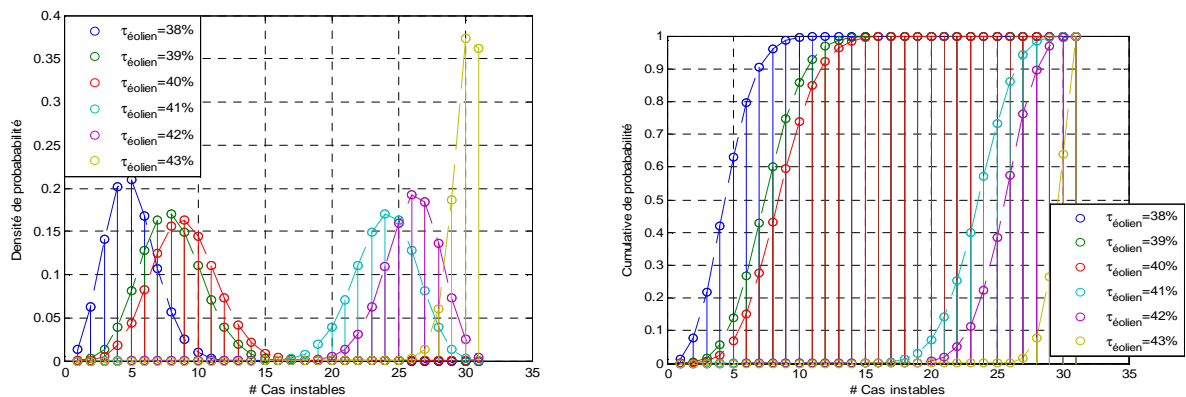 0.4
0.35
0.3
0.25
0.2
0.15
0.1
0.05
0
Densité de probababilité
τéolien=38%
τéolien=39%
τéolien=40%
τéolien=41%
τéolien=42%
τéolien=43%
0 5 10 15 20 25 30 35
# Cas instables
1
0.9
0.8
0.7
0.6
0.5
0.4
0.3
0.2
0.1
0
Cumulative de probabilité
τéolien=38%
τéolien=39%
τéolien=40%
τéolien=41%
τéolien=42%
τéolien=43%
0 5 10 15 20 25 30 35
# Cas instables